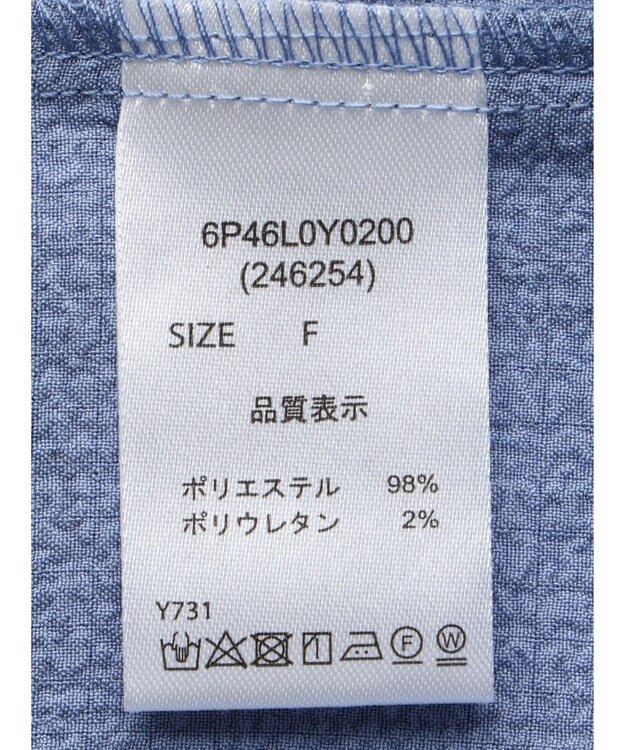 6P46L0Y0200
(246254)
SIZE F
品質表示
ポリエステル 98%
ポリウレタン 2%
Y731
F W